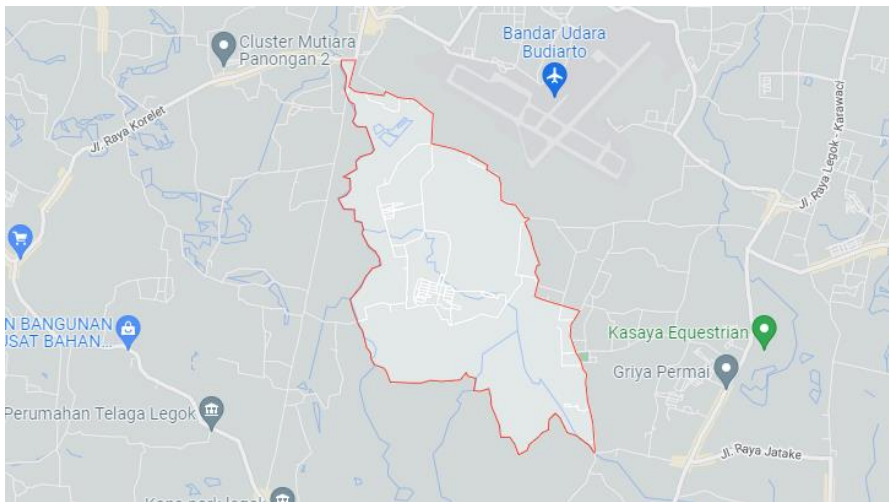 Bandar Udara
Budiarto
Cluster Mutiara
Panongan 2
Jl. Raya Korelet
Jl. Raya Legok - Karawaci
N BANGUNAN
USAT BAHAN...
Kasaya Equestrian
Griya Permai
Perumahan Telaga Legok
Jl. Raya Jatake